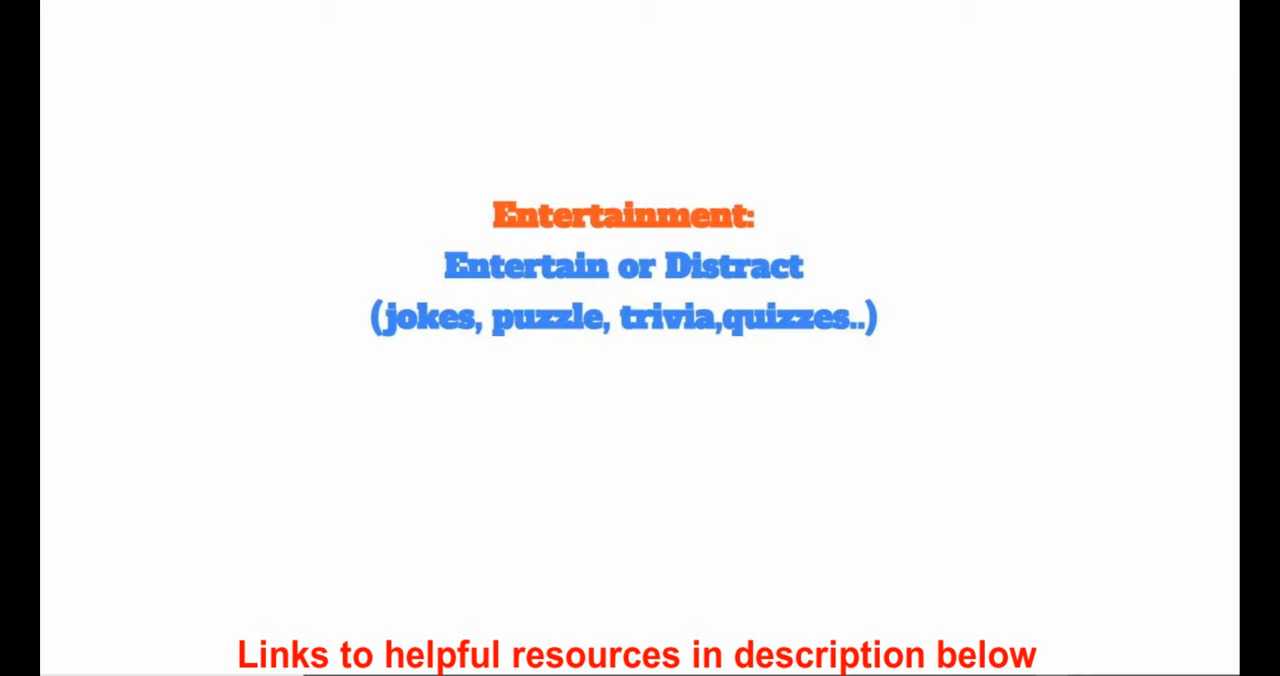 Entertainment:
Entertain or Distract
(jokes, puzzle, trivia,quizzes..)
Links to helpful resources in description below